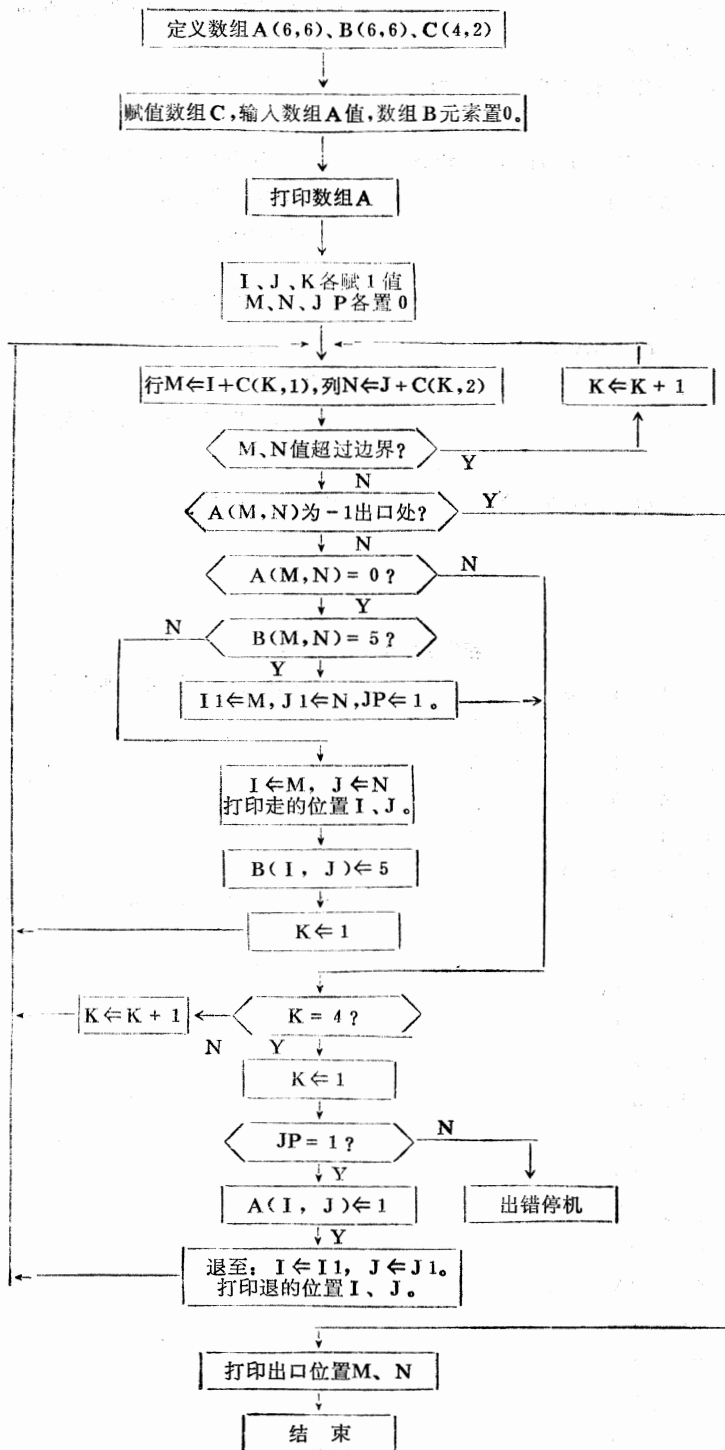 定义数组A(6,6)、B(6,6)、C(4,2)
赋值数组C,输入数组A值,数组B元素置0。
打印数组A
I、J、K各赋1值
M、N、JP各置0
行M⇐I+C(K,1),列N⇐J+C(K,2)
K⇐K+1
M、N值超过边界?
Y
N
A(M,N)为-1出口处?
Y
N
A(M,N)=0?
N
Y
N
B(M,N)=5?
Y
I1⇐M,J1⇐N,JP⇐1。
I⇐M, J⇐N
打印走的位置I、J。
B(I, J)⇐5
K⇐1
K⇐K+1
K=4?
N
Y
K⇐1
JP=1?
N
Y
A(I, J)⇐1
出错停机
Y
退至: I⇐I1, J⇐J1。
打印退的位置I、J。
打印出口位置M、N
结 束